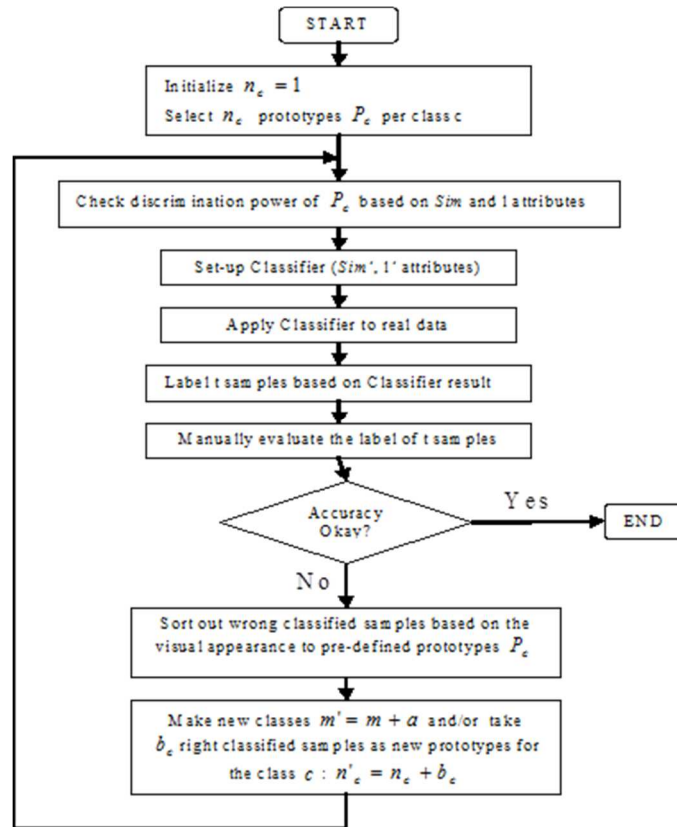 START
Initialize n_c = 1
Select n_c prototypes P_c per class c
Check discrimination power of P_c based on Sim and l attributes
Set-up Classifier (Sim', l' attributes)
Apply Classifier to real data
Label t samples based on Classifier result
Manually evaluate the label of t samples
Accuracy
Okay?
Yes
END
No
Sort out wrong classified samples based on the
visual appearance to pre-defined prototypes P_c
Make new classes m' = m + a and/or take
b_c right classified samples as new prototypes for
the class c : n'_c = n_c + b_c